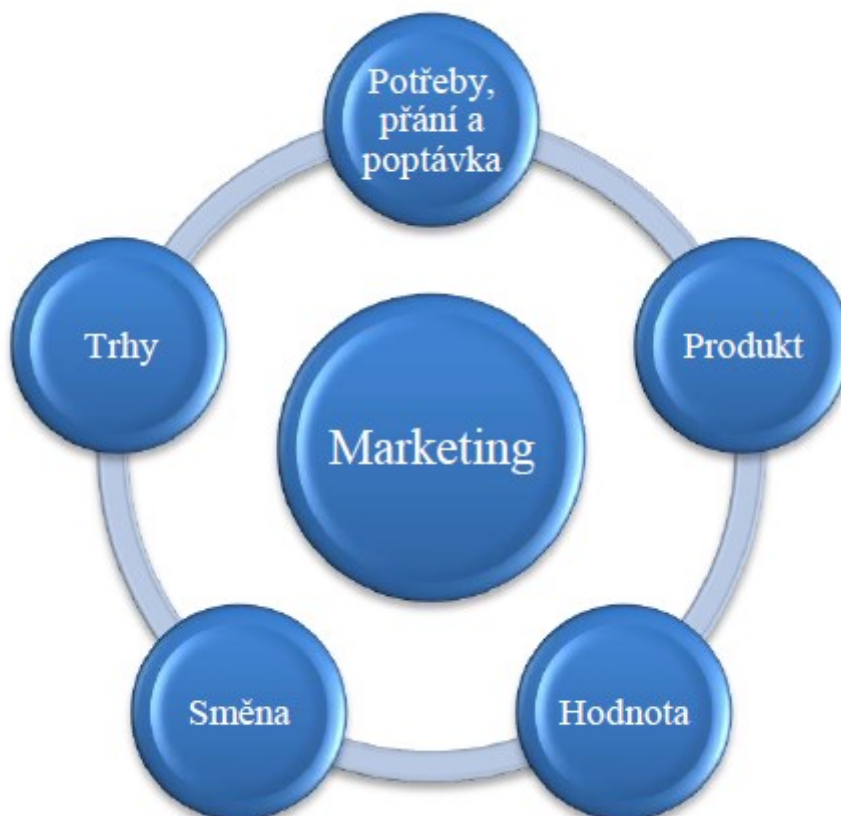 Potřeby,
přání a
poptávka
Trhy
Produkt
Marketing
Směna
Hodnota